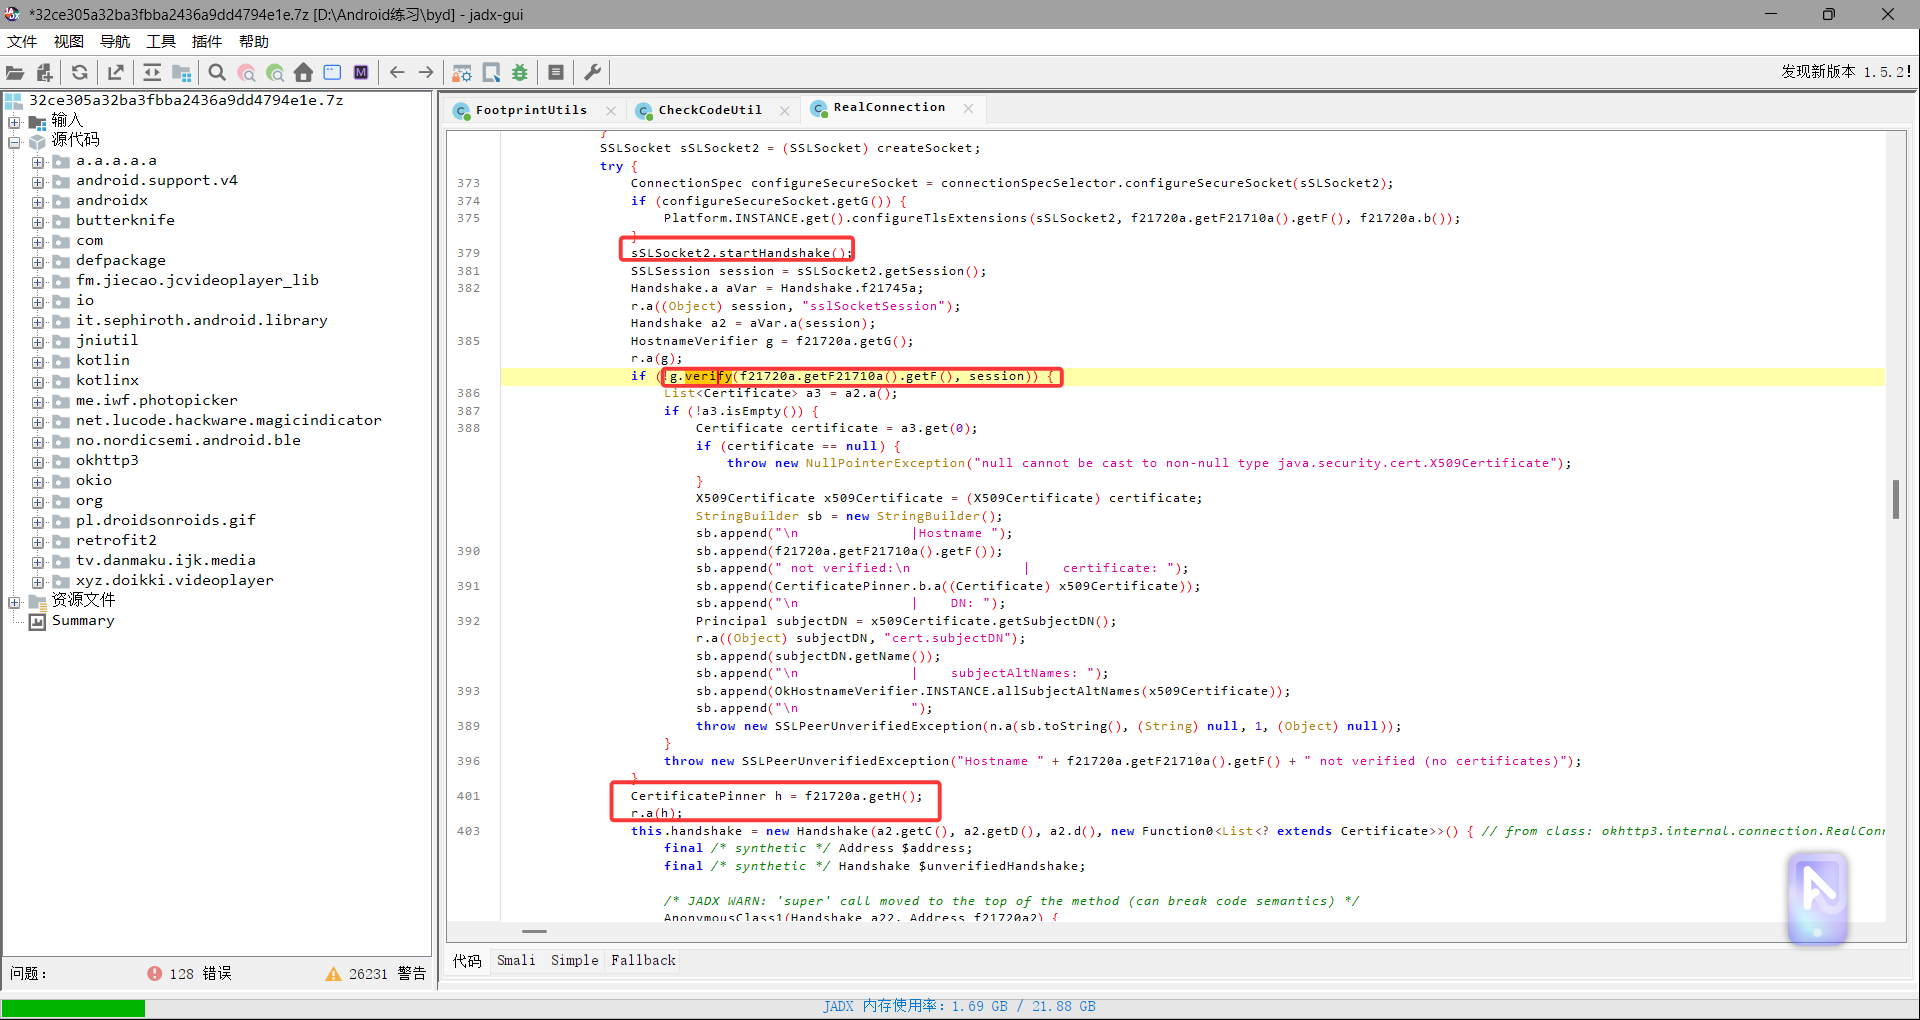 *32ce305a32ba3fbba2436a9dd4794e1e.7z [D:\Android练习\byd] - jadx-gui
文件 视图 导航 工具 插件 帮助
发现新版本 1.5.2!
32ce305a32ba3fbba2436a9dd4794e1e.7z
输入
源代码
a.a.a.a.a
android.support.v4
androidx
butterknife
com
defpackage
fm.jiecao.jcvideoplayer_lib
io
it.sephiroth.android.library
jniutil
kotlin
kotlinx
me.iwf.photopicker
net.lucode.hackware.magicindicator
no.nordicsemi.android.ble
okhttp3
okio
org
pl.droidsonroids.gif
retrofit2
tv.danmaku.ijk.media
xyz.doikki.videoplayer
资源文件
Summary
问题: 128 错误 26231 警告
FootprintUtils CheckCodeUtil RealConnection
}
SSLSocket sSLSocket2 = (SSLSocket) createSocket;
try {
373 ConnectionSpec configureSecureSocket = connectionSpecSelector.configureSecureSocket(sSLSocket2);
374 if (configureSecureSocket.getG()) {
375 Platform.INSTANCE.get().configureTlsExtensions(sSLSocket2, f21720a.getF21710a().getF(), f21720a.b());
}
379 sSLSocket2.startHandshake();
381 SSLSession session = sSLSocket2.getSession();
382 Handshake.a aVar = Handshake.f21745a;
r.a((Object) session, "sslSocketSession");
Handshake a2 = aVar.a(session);
385 HostnameVerifier g = f21720a.getG();
r.a(g);
if (!g.verify(f21720a.getF21710a().getF(), session)) {
386 List<Certificate> a3 = a2.a();
387 if (!a3.isEmpty()) {
388 Certificate certificate = a3.get(0);
if (certificate == null) {
throw new NullPointerException("null cannot be cast to non-null type java.security.cert.X509Certificate");
}
X509Certificate x509Certificate = (X509Certificate) certificate;
StringBuilder sb = new StringBuilder();
sb.append("\n              |Hostname ");
390 sb.append(f21720a.getF21710a().getF());
sb.append(" not verified:\n              |    certificate: ");
391 sb.append(CertificatePinner.b.a((Certificate) x509Certificate));
sb.append("\n              |    DN: ");
392 Principal subjectDN = x509Certificate.getSubjectDN();
r.a((Object) subjectDN, "cert.subjectDN");
sb.append(subjectDN.getName());
sb.append("\n              |    subjectAltNames: ");
393 sb.append(OkHostnameVerifier.INSTANCE.allSubjectAltNames(x509Certificate));
sb.append("\n              ");
389 throw new SSLPeerUnverifiedException(n.a(sb.toString(), (String) null, 1, (Object) null));
}
396 throw new SSLPeerUnverifiedException("Hostname " + f21720a.getF21710a().getF() + " not verified (no certificates)");
}
401 CertificatePinner h = f21720a.getH();
r.a(h);
403 this.handshake = new Handshake(a2.getC(), a2.getD(), a2.d(), new Function0<List<? extends Certificate>>() { // from class: okhttp3.internal.connection.RealConn
final /* synthetic */ Address $address;
final /* synthetic */ Handshake $unverifiedHandshake;
/* JADX WARN: 'super' call moved to the top of the method (can break code semantics) */
AnonymousClass1(Handshake a22, Address f21720a2) {
代码 Smali Simple Fallback
JADX 内存使用率: 1.69 GB / 21.88 GB